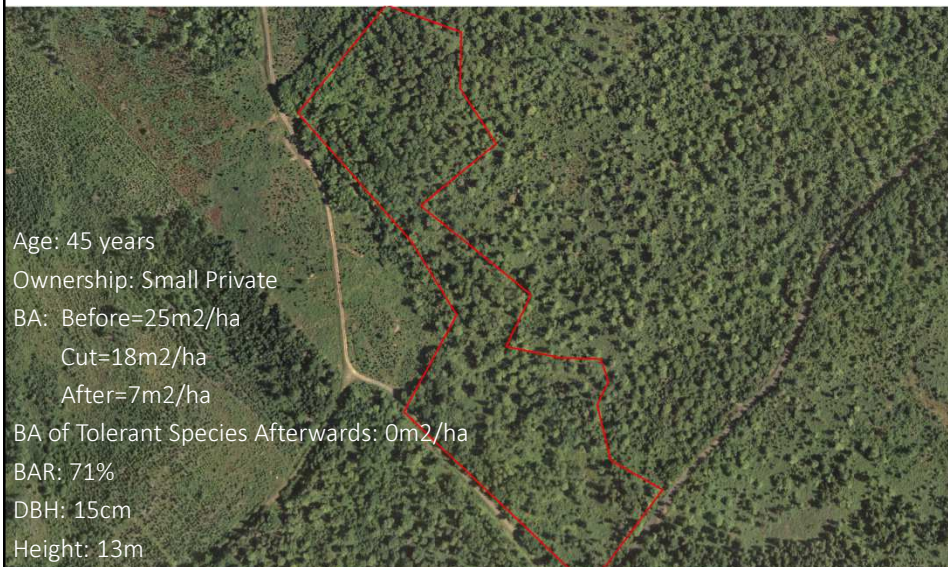 Age: 45 years
Ownership: Small Private
BA: Before=25m2/ha
Cut=18m2/ha
After=7m2/ha
BA of Tolerant Species Afterwards: 0m2/ha
BAR: 71%
DBH: 15cm
Height: 13m